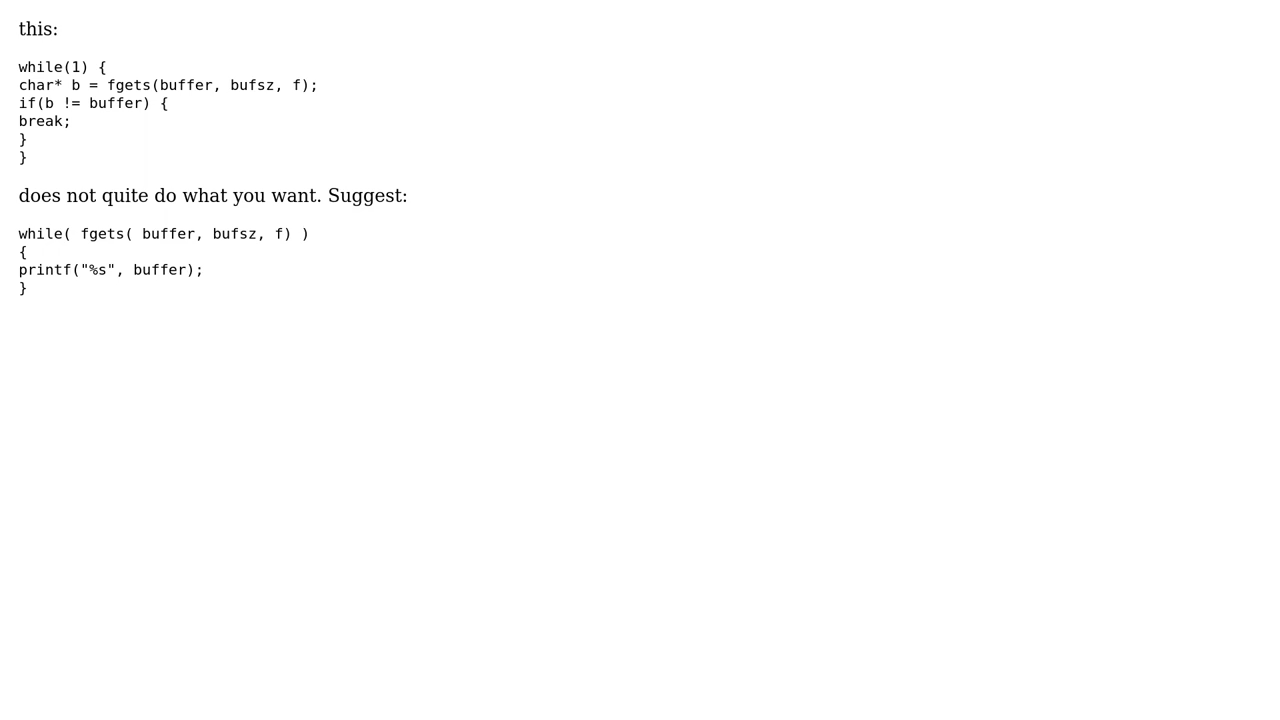 this:
while(1) {
char* b = fgets(buffer, bufsz, f);
if(b != buffer) {
break;
}
}
does not quite do what you want. Suggest:
while( fgets( buffer, bufsz, f) )
{
printf("%s", buffer);
}